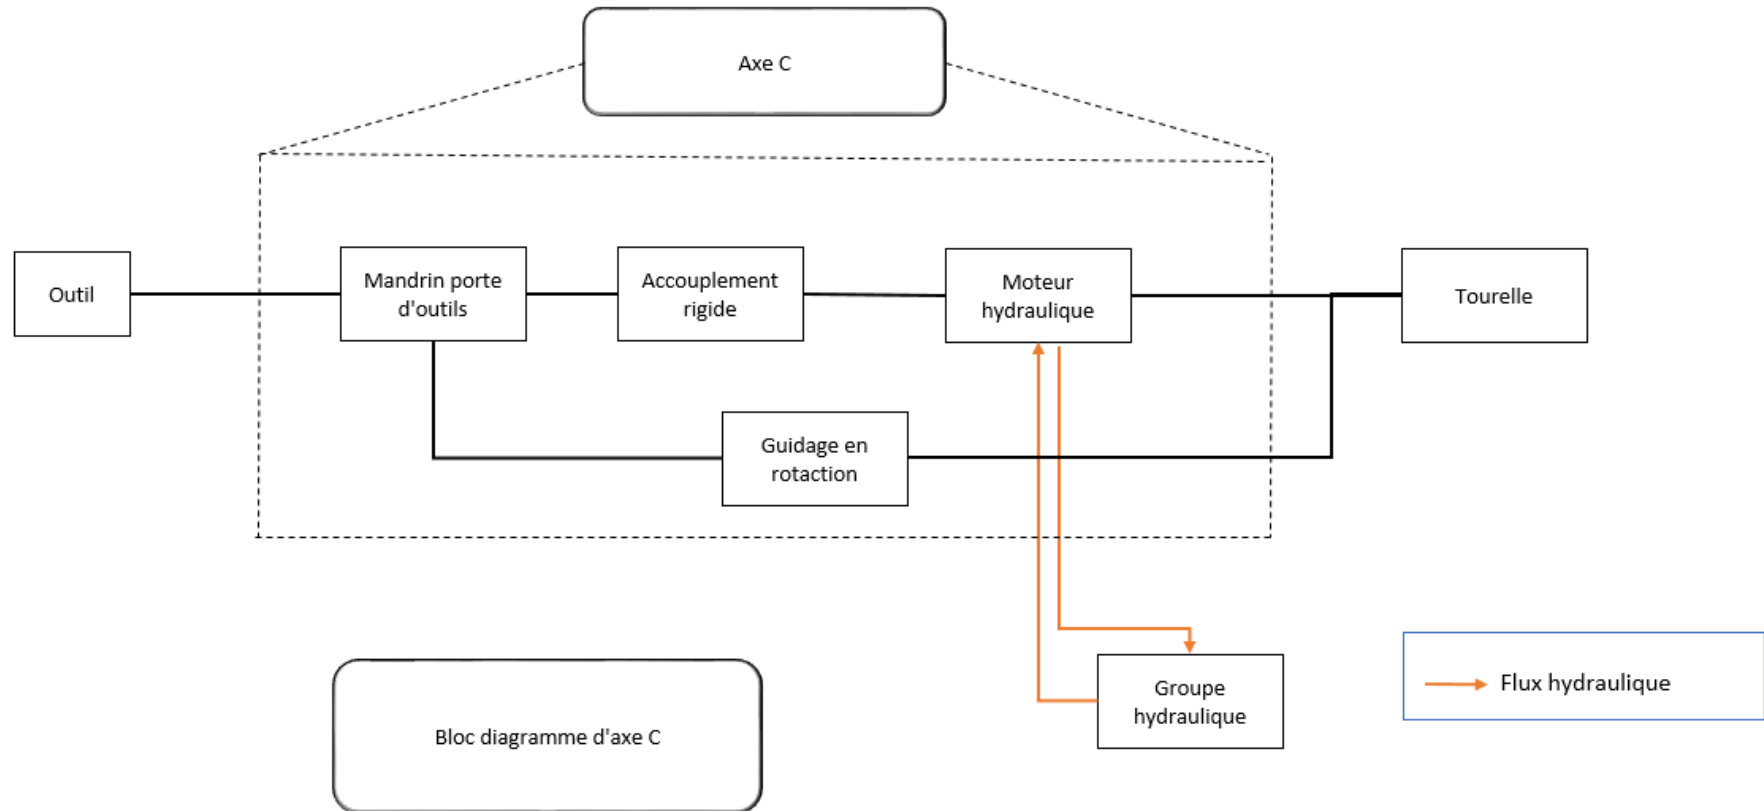 Axe C
Outil
Mandrin porte
d'outils
Accouplement
rigide
Moteur
hydraulique
Tourelle
Guidage en
rotaction
Groupe
hydraulique
Flux hydraulique
Bloc diagramme d'axe C